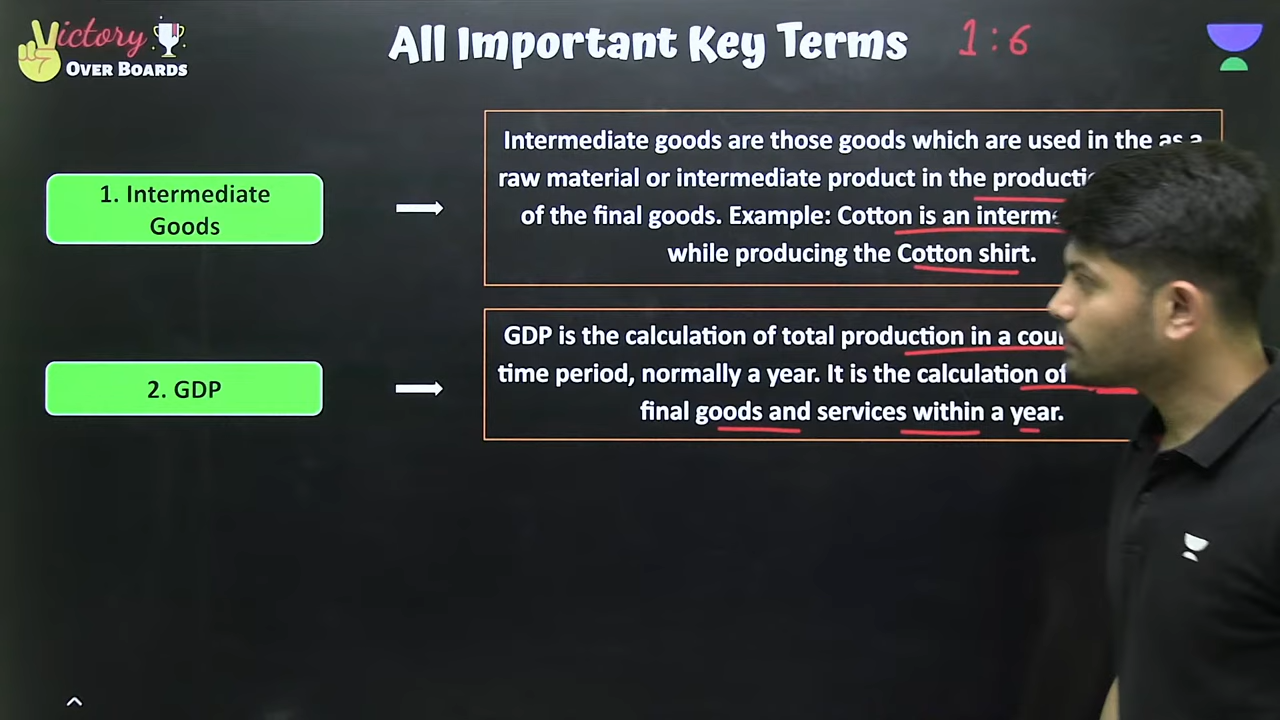 Victory
OVER BOARDS
All Important Key Terms
1:6
1. Intermediate
Goods
Intermediate goods are those goods which are used in the as a
raw material or intermediate product in the
of the final goods. Example: Cotton is an
while producing the Cotton shirt.
2. GDP
GDP is the calculation of total production in a
time period, normally a year. It is the calculation of
final goods and services within a year.